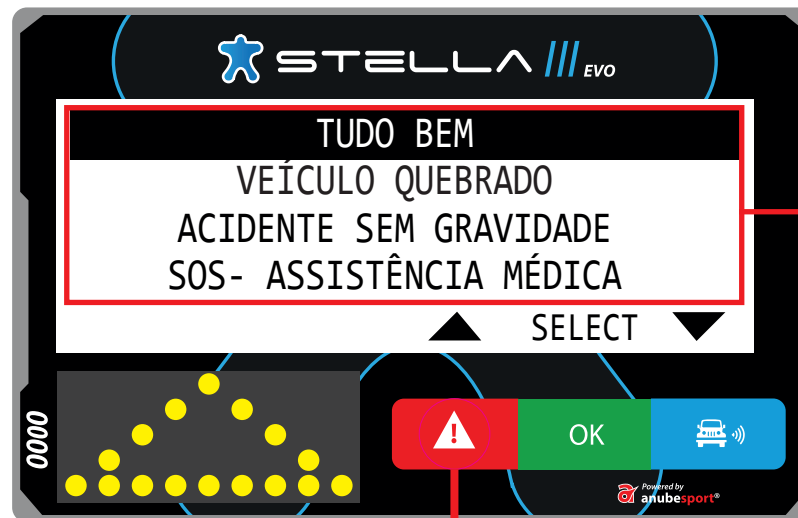 STELLA III EVO
TUDO BEM
VEÍCULO QUEBRADO
ACIDENTE SEM GRAVIDADE
SOS- ASSISTÊNCIA MÉDICA
SELECT
0000
!
OK
Powered by
anubesport®